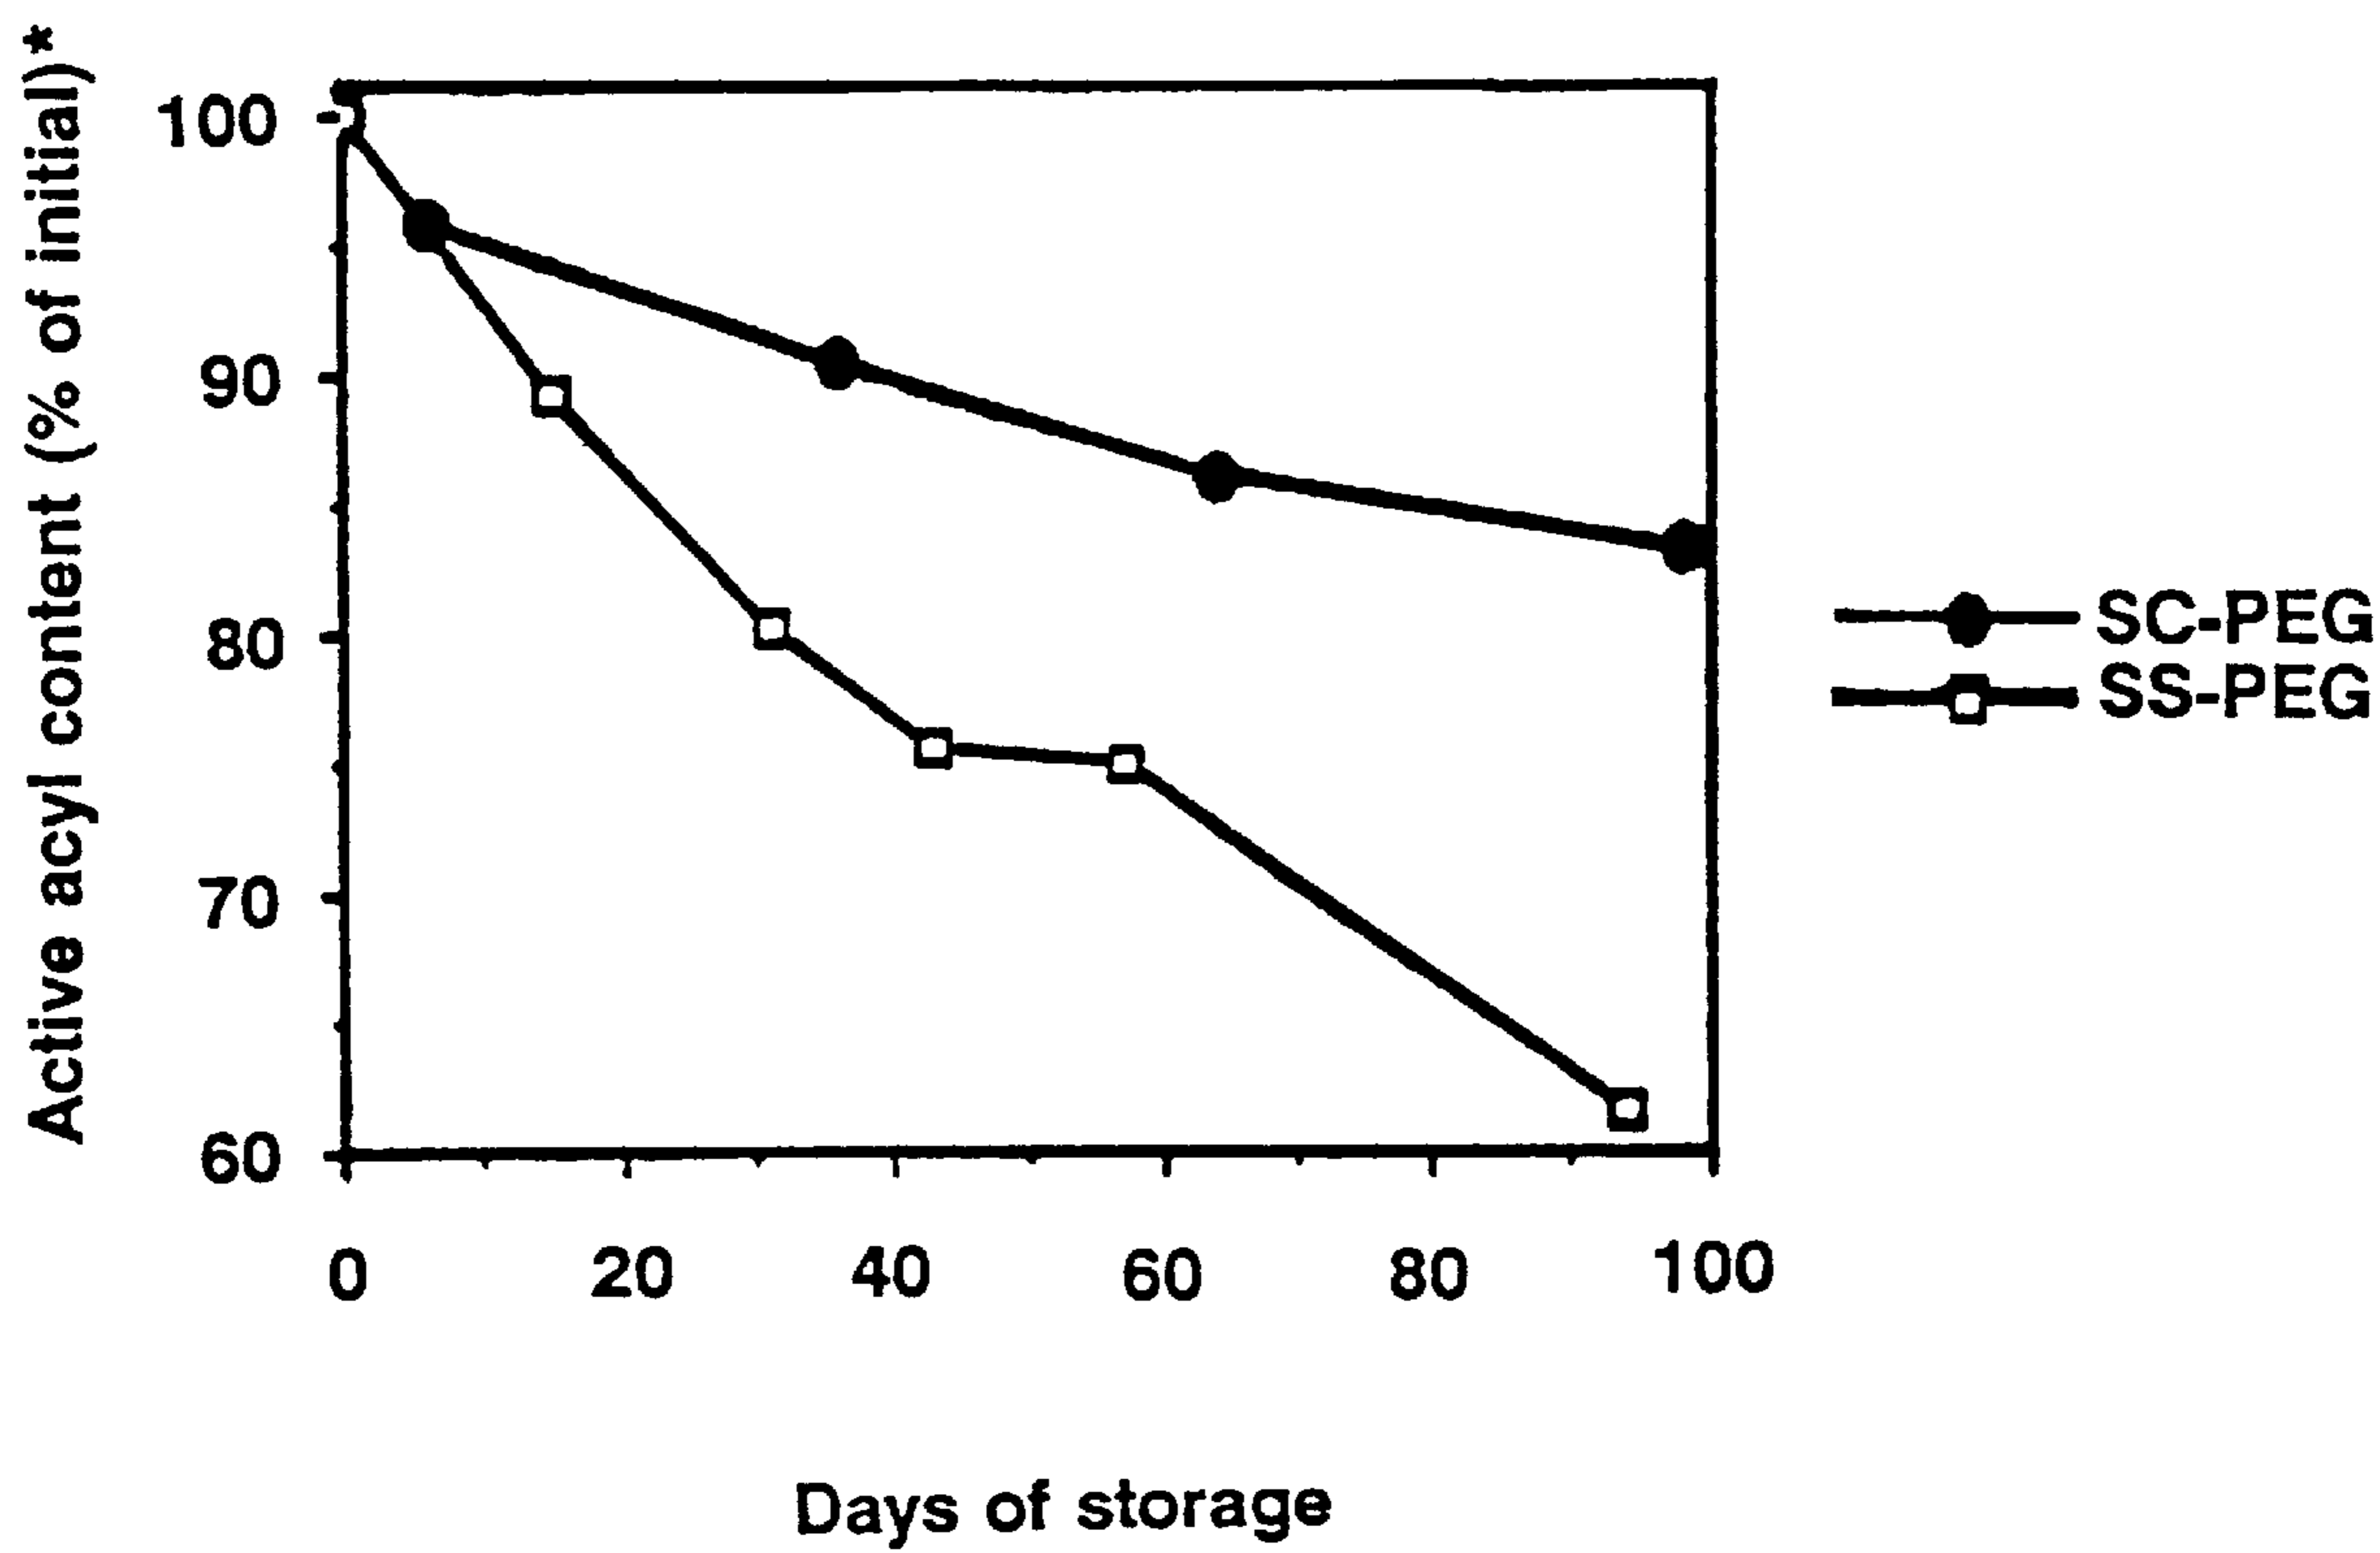 Active acyl content (% of initial)*
100
90
80
70
60
0 20 40 60 80 100
Days of storage
SC-PEG
SS-PEG